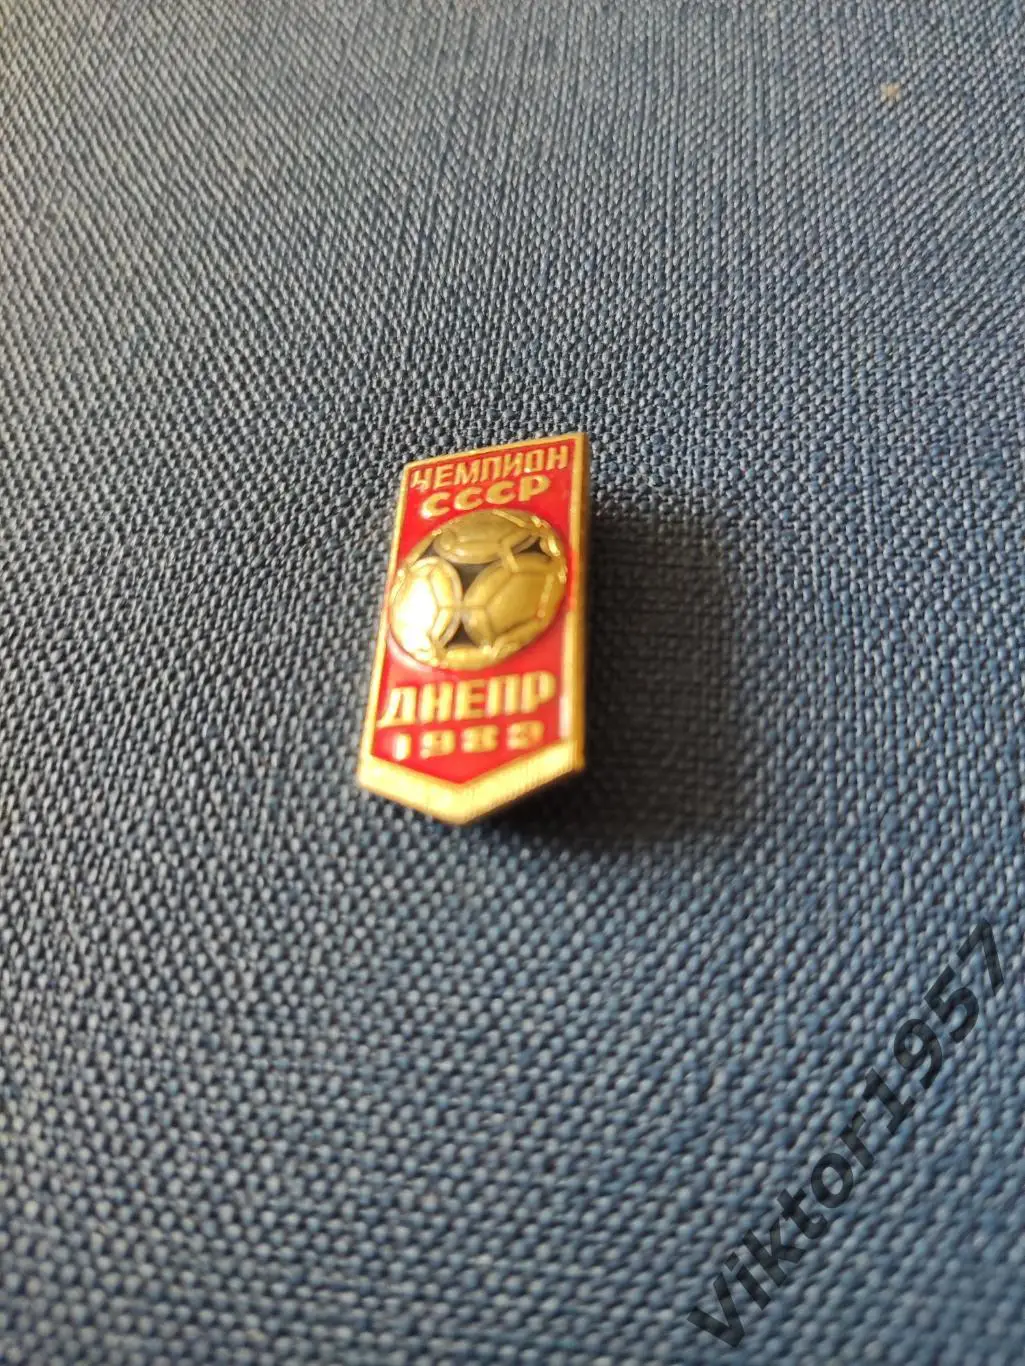 ЧЕМПИОН
СССР
ДНЕПР
1983
viktor1957